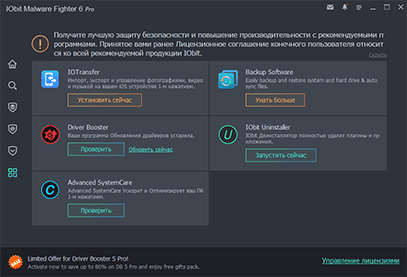 IObit Malware Fighter 6 Pro
Получите лучшую защиту безопасности и повышение производительности с рекомендуемыми п
рограммами. Принятое вами ранее Лицензионное соглашение конечного пользователя относит
ся ко всей рекомендуемой продукции IObit.
Скрыть
IOTransfer
Импорт, экспорт и управление фотографиями, видео
и музыкой на вашем iOS устройстве 1-м нажатием.
Установить сейчас
Backup Software
Easily backup and restore system and hard drive & auto
sync files.
Узнать больше
Driver Booster
Ваша программа Обновления драйверов устарела.
Проверить
Обновить сейчас
IObit Uninstaller
IObit Деинсталлятор полностью удалит плагины и пр
иложения.
Запустить сейчас
Advanced SystemCare
Advanced SystemCare Ускорит и Оптимизирует ваш ПК
1-м нажатием.
Проверить
Limited Offer for Driver Booster 5 Pro!
Activate now to save up to 80% on DB 5 Pro and enjoy free gifts pack.
Управление лицензиями